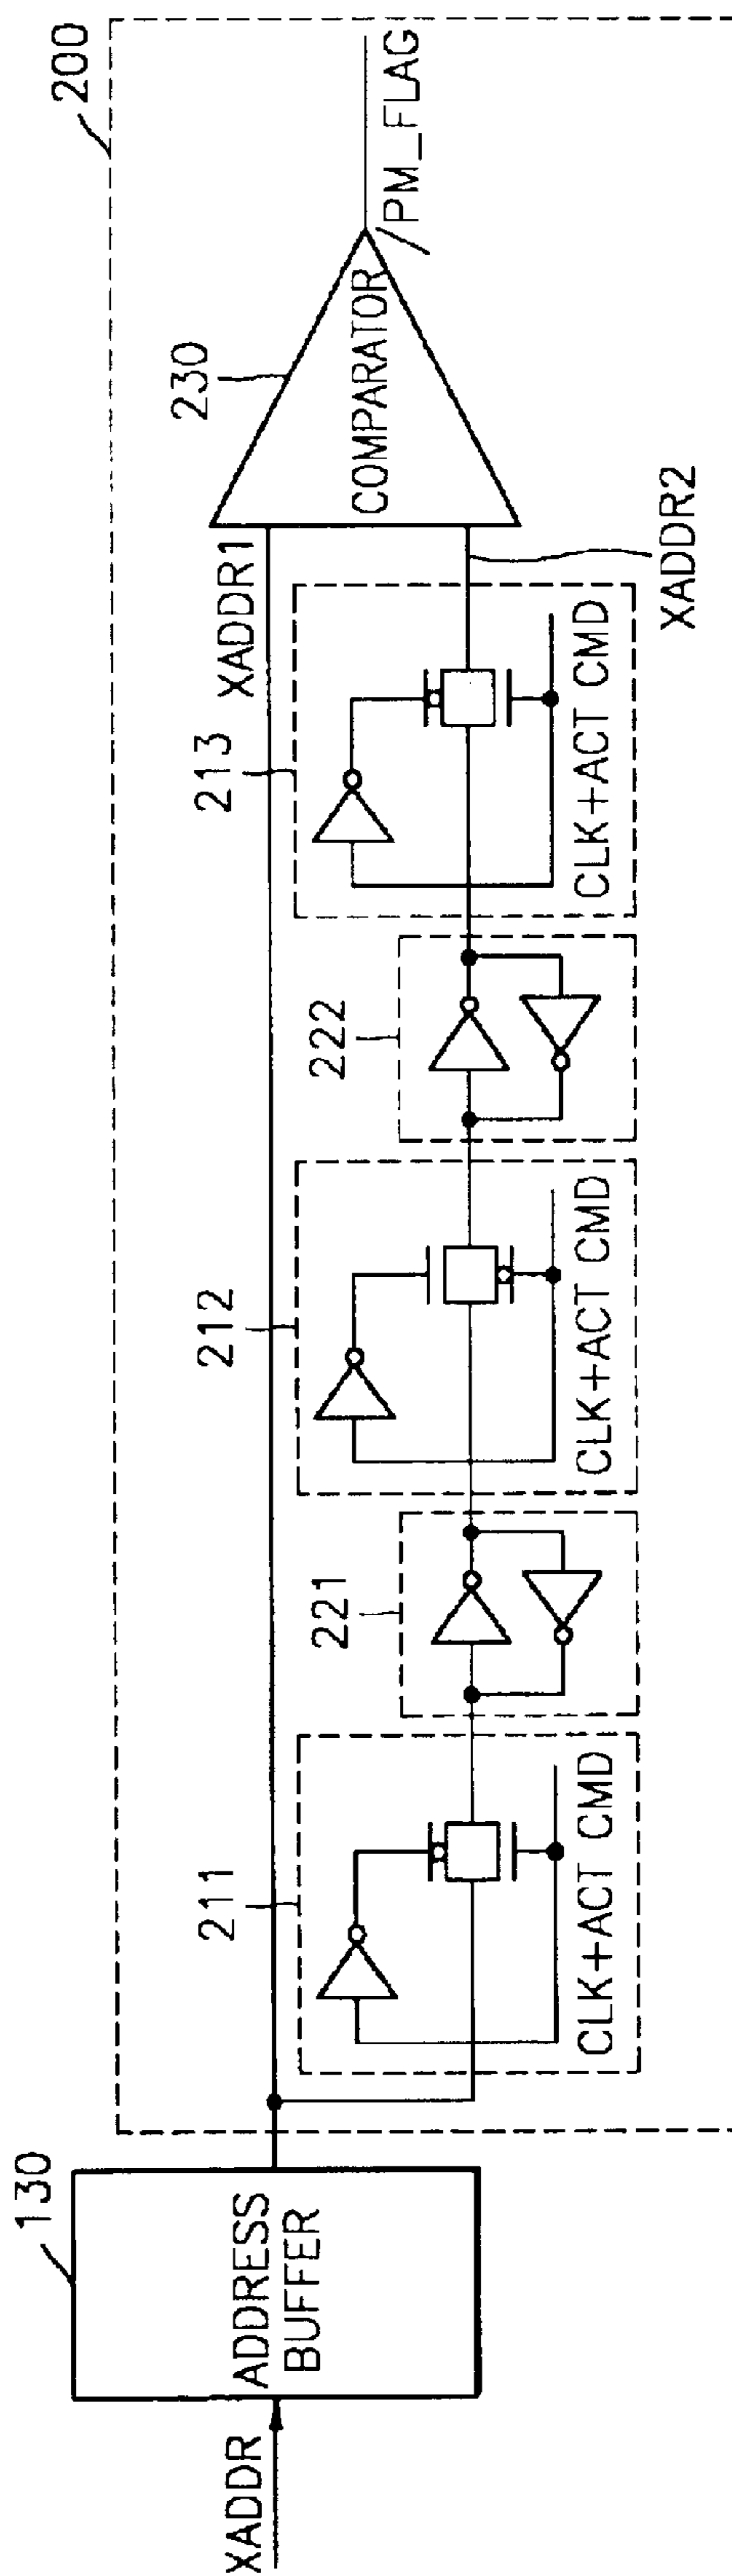 XADDR
130
ADDRESS
BUFFER
200
211
CLK+ACT CMD
221
212
CLK+ACT CMD
222
213
CLK+ACT CMD
XADDR1
XADDR2
230
COMPARATOR
/PM_FLAG